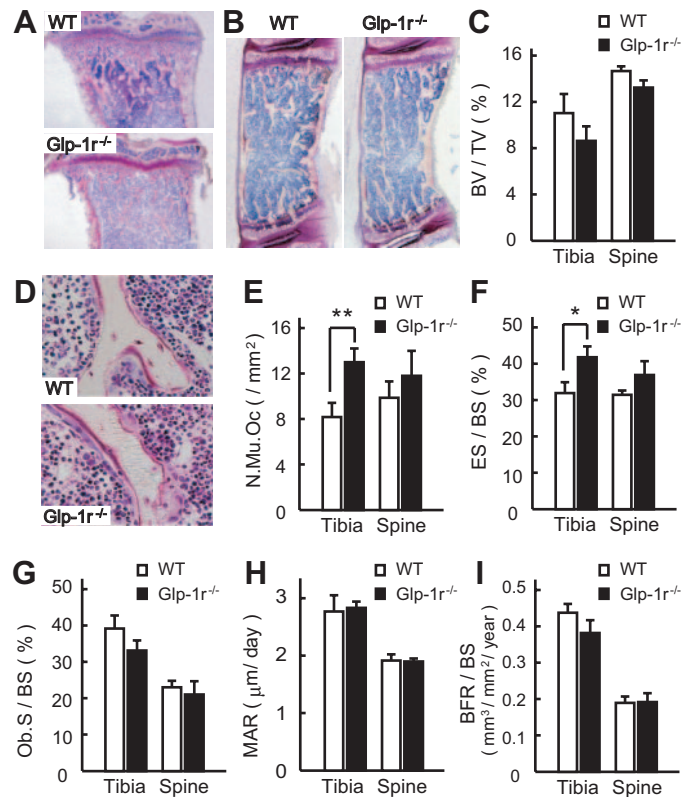 A
WT
Glp-1r-/-
B
WT Glp-1r-/-
C
WT
Glp-1r-/-
BV / TV ( % )
16
12
8
4
0
Tibia Spine
D
WT
Glp-1r-/-
E
WT
Glp-1r-/-
**
N.Mu.Oc ( / mm2)
16
12
8
4
0
Tibia Spine
F
WT
Glp-1r-/-
*
ES / BS ( % )
50
40
30
20
10
0
Tibia Spine
G
WT
Glp-1r-/-
Ob.S / BS ( % )
50
40
30
20
10
0
Tibia Spine
H
WT
Glp-1r-/-
MAR ( μm/ day)
3
2
1
0
Tibia Spine
I
WT
Glp-1r-/-
BFR / BS
( mm3 / mm2/ year)
0.5
0.4
0.3
0.2
0.1
0
Tibia Spine